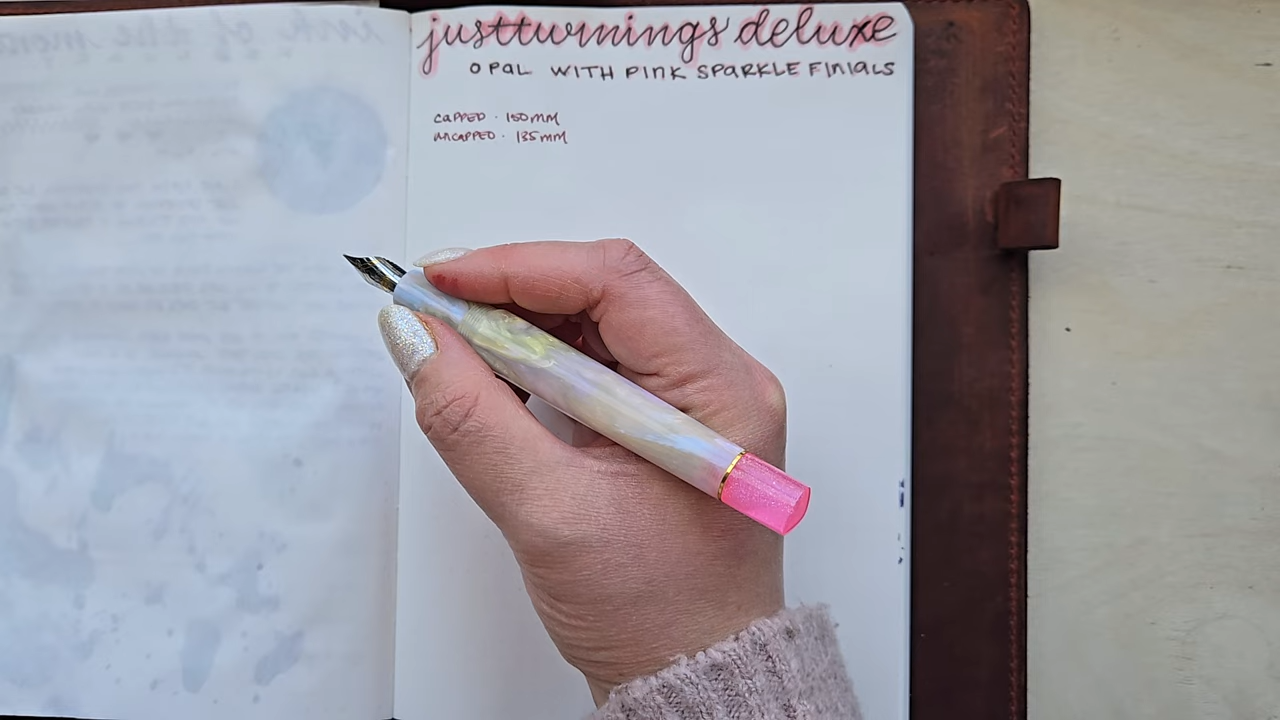 justturnings deluxe
OPAL WITH PINK SPARKLE FINIALS
CAPPED · 150MM
UNCAPPED · 135MM